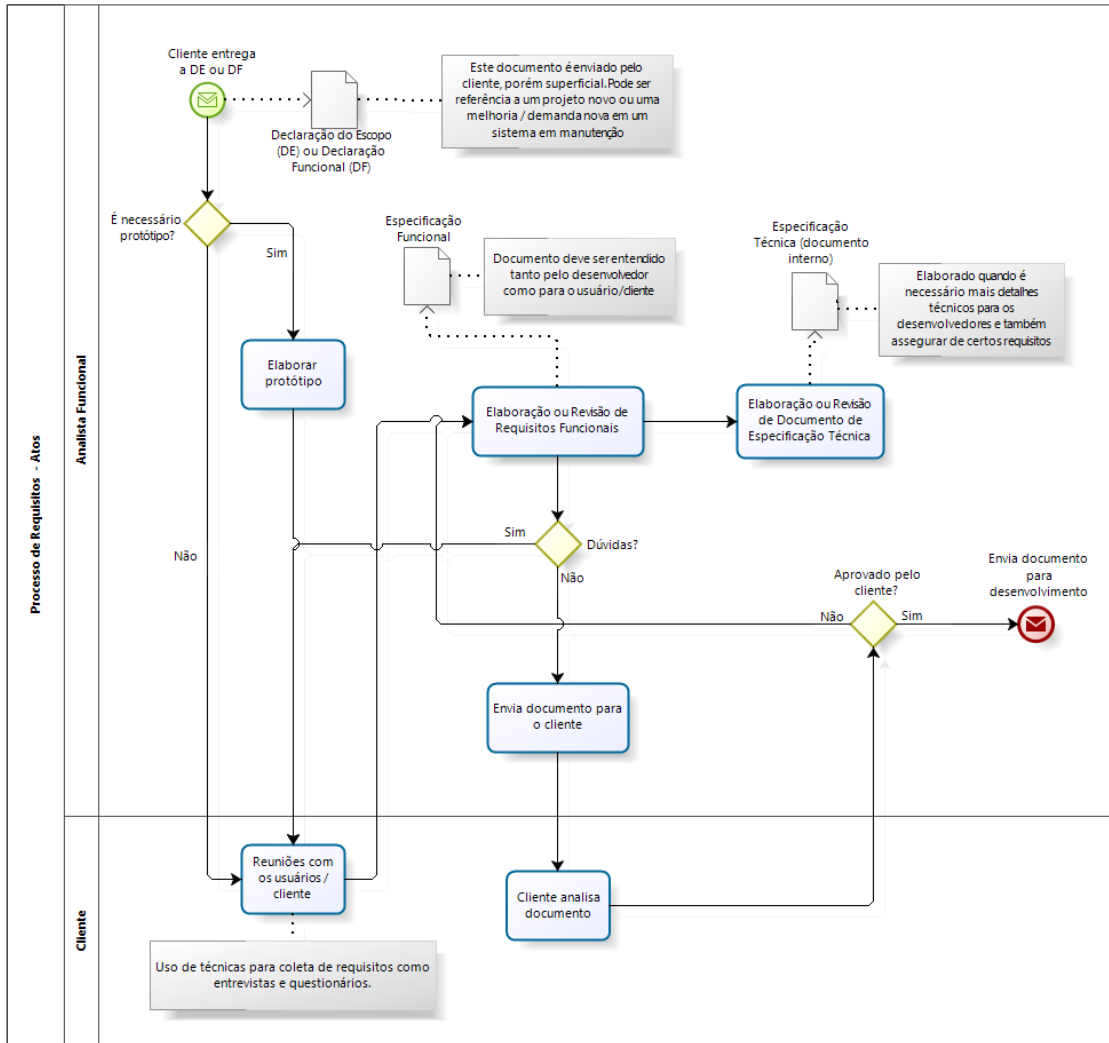 Processo de Requisitos - Atos
Analista Funcional
Cliente entrega
a DE ou DF
Declaração do Escopo
(DE) ou Declaração
Funcional (DF)
Este documento é enviado pelo
cliente, porém superficial.Pode ser
referência a um projeto novo ou uma
melhoria / demanda nova em um
sistema em manutenção
É necessário
protótipo?
Sim
Especificação
Funcional
Documento deve ser entendido
tanto pelo desenvolvedor
como para o usuário/cliente
Especificação
Técnica (documento
interno)
Elaborado quando é
necessário mais detalhes
técnicos para os
desenvolvedores e também
assegurar de certos requisitos
Elaborar
protótipo
Elaboração ou Revisão de
Requisitos Funcionais
Elaboração ou Revisão
de Documento de
Especificação Técnica
Não
Sim
Dúvidas?
Não
Aprovado pelo
cliente?
Não
Sim
Envia documento
para
desenvolvimento
Envia documento para
o cliente
Cliente
Reuniões com
os usuários /
cliente
Cliente analisa
documento
Uso de técnicas para coleta de requisitos como
entrevistas e questionários.